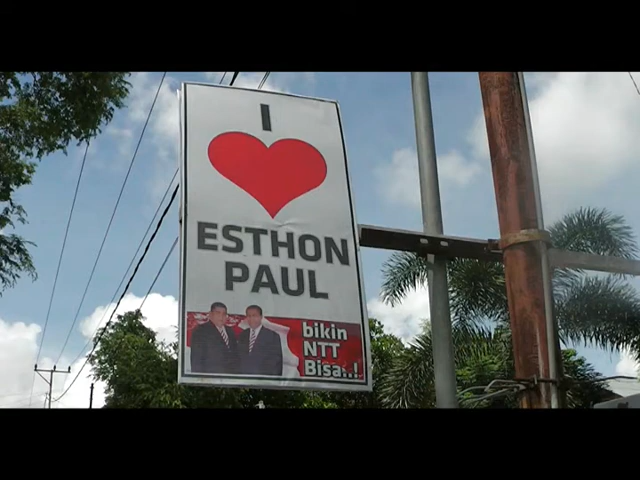 I
ESTHON
PAUL
bikin
NTT
Bisa..!